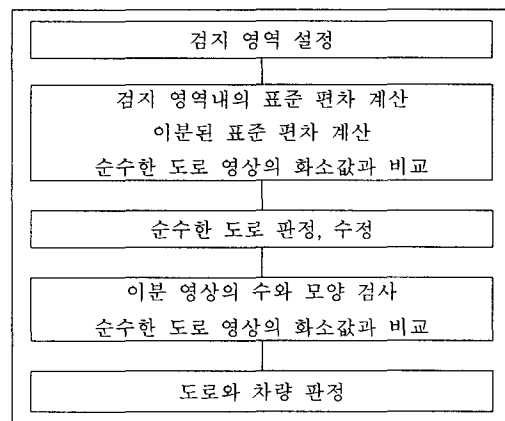 검지 영역 설정
검지 영역내의 표준 편차 계산
이분된 표준 편차 계산
순수한 도로 영상의 화소값과 비교
순수한 도로 판정, 수정
이분 영상의 수와 모양 검사
순수한 도로 영상의 화소값과 비교
도로와 차량 판정